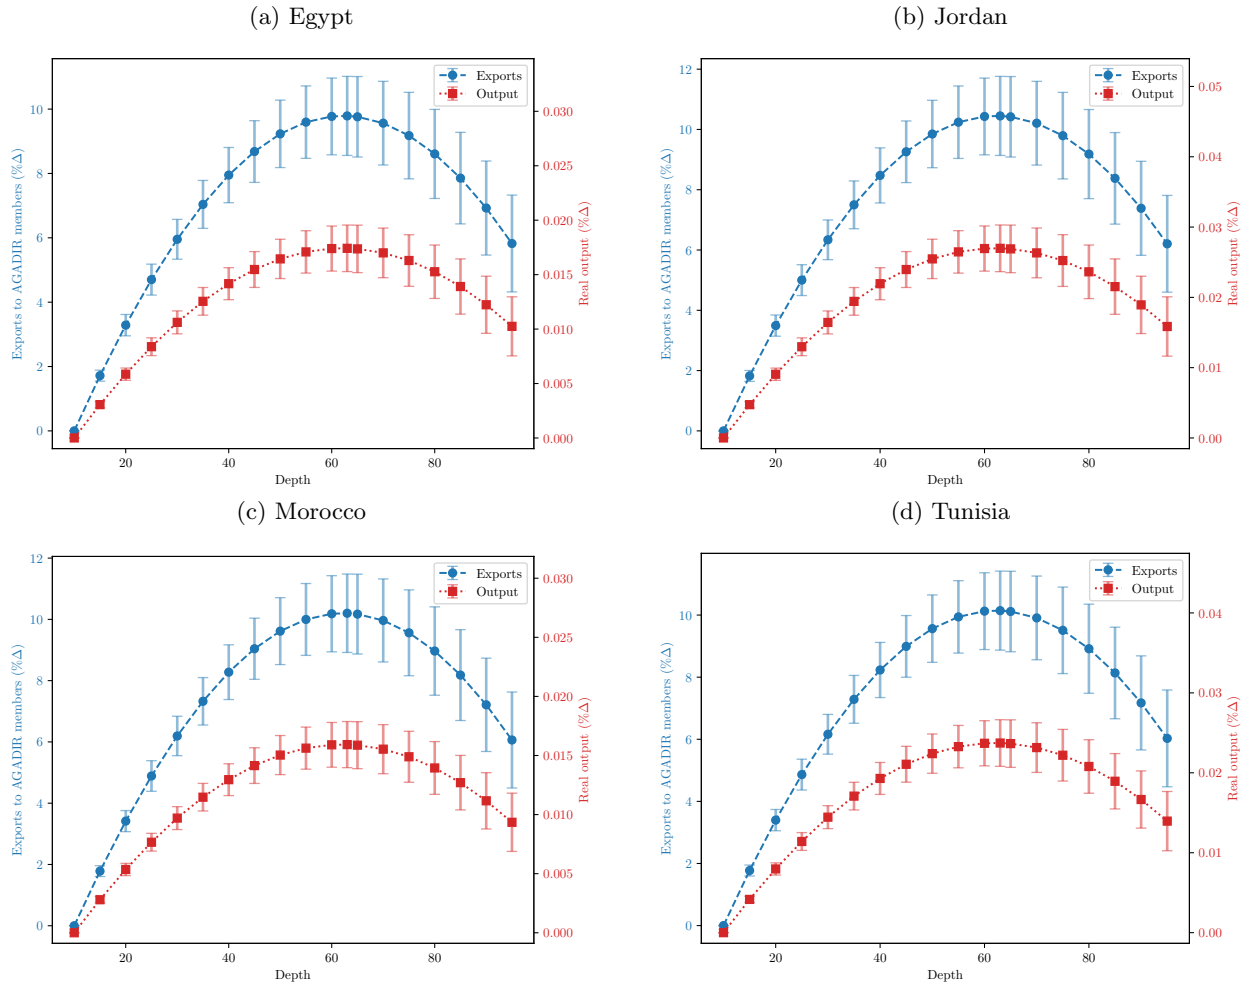 (a) Egypt
Exports to AGADIR members (%Δ)
10
8
6
4
2
0
Exports
Output
0.030
0.025
0.020
0.015
0.010
0.005
0.000
Real output (%Δ)
20
40
60
80
Depth
(b) Jordan
Exports to AGADIR members (%Δ)
12
10
8
6
4
2
0
Exports
Output
0.05
0.04
0.03
0.02
0.01
0.00
Real output (%Δ)
20
40
60
80
Depth
(c) Morocco
Exports to AGADIR members (%Δ)
12
10
8
6
4
2
0
Exports
Output
0.030
0.025
0.020
0.015
0.010
0.005
0.000
Real output (%Δ)
20
40
60
80
Depth
(d) Tunisia
Exports to AGADIR members (%Δ)
10
8
6
4
2
0
Exports
Output
0.04
0.03
0.02
0.01
0.00
Real output (%Δ)
20
40
60
80
Depth